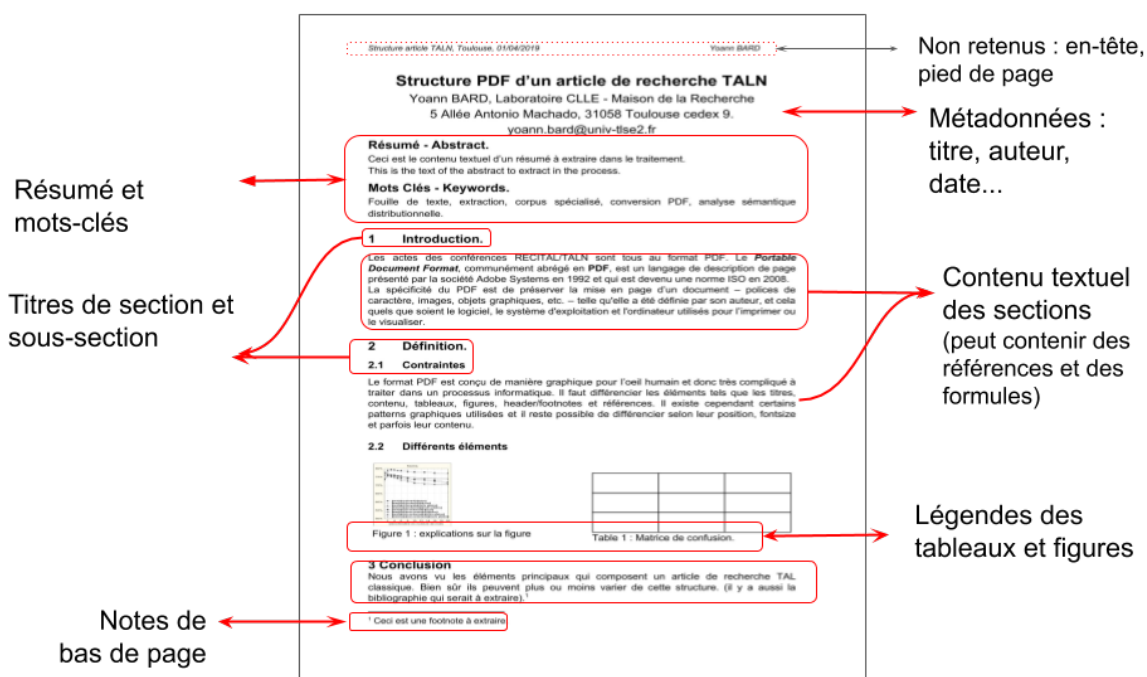 Structure article TALN, Toulouse, 01/04/2019 Yoann BARD
Non retenus : en-tête,
pied de page
Structure PDF d'un article de recherche TALN
Yoann BARD, Laboratoire CLLE - Maison de la Recherche
5 Allée Antonio Machado, 31058 Toulouse cedex 9.
yoann.bard@univ-tlse2.fr
Métadonnées :
titre, auteur,
date...
Résumé - Abstract.
Ceci est le contenu textuel d'un résumé à extraire dans le traitement.
This is the text of the abstract to extract in the process.
Mots Clés - Keywords.
Fouille de texte, extraction, corpus spécialisé, conversion PDF, analyse sémantique
distributionnelle.
Résumé et
mots-clés
1 Introduction.
Les actes des conférences RECITAL/TALN sont tous au format PDF. Le Portable
Document Format, communément abrégé en PDF, est un langage de description de page
présenté par la société Adobe Systems en 1992 et qui est devenu une norme ISO en 2008.
La spécificité du PDF est de préserver la mise en page d'un document – polices de
caractère, images, objets graphiques, etc. – telle qu'elle a été définie par son auteur, et cela
quels que soient le logiciel, le système d'exploitation et l'ordinateur utilisés pour l'imprimer ou
le visualiser.
Titres de section et
sous-section
Contenu textuel
des sections
(peut contenir des
références et des
formules)
2 Définition.
2.1 Contraintes
Le format PDF est conçu de manière graphique pour l'oeil humain et donc très compliqué à
traiter dans un processus informatique. Il faut différencier les éléments tels que les titres,
contenu, tableaux, figures, header/footnotes et références. Il existe cependant certains
patterns graphiques utilisées et il reste possible de différencier selon leur position, fontsize
et parfois leur contenu.
2.2 Différents éléments
Figure 1 : explications sur la figure
Table 1 : Matrice de confusion.
Légendes des
tableaux et figures
3 Conclusion
Nous avons vu les éléments principaux qui composent un article de recherche TAL
classique. Bien sûr ils peuvent plus ou moins varier de cette structure. (il y a aussi la
bibliographie qui serait à extraire).¹
¹ Ceci est une footnote à extraire
Notes de
bas de page